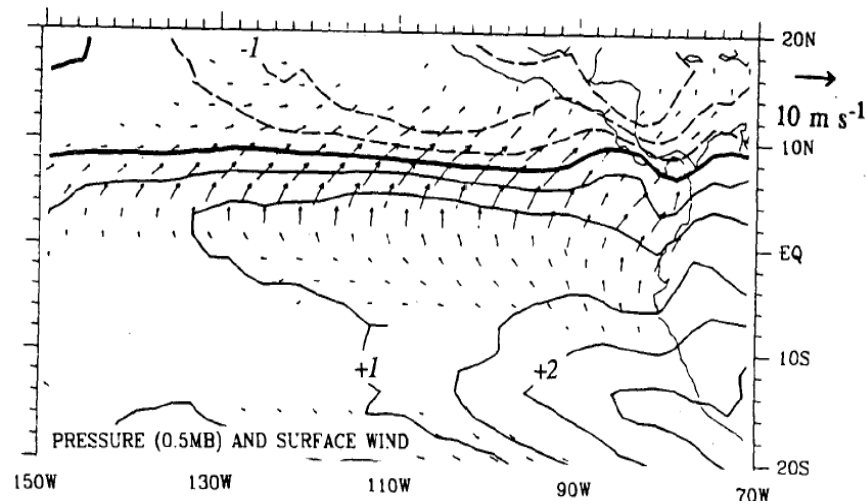 20N
-1
10 m s-1
10N
EQ
+1
+2
10S
PRESSURE (0.5MB) AND SURFACE WIND
20S
150W 130W 110W 90W 70W